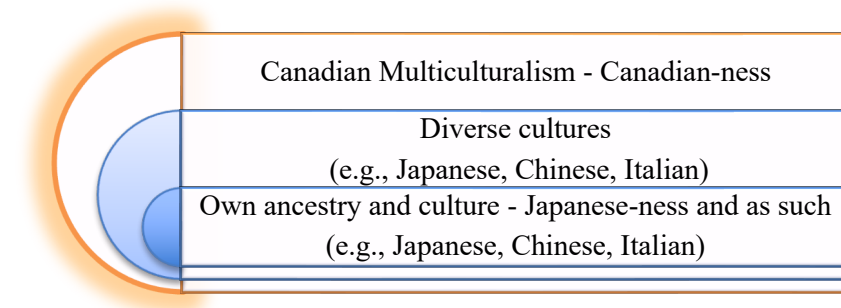 Canadian Multiculturalism - Canadian-ness
Diverse cultures
(e.g., Japanese, Chinese, Italian)
Own ancestry and culture - Japanese-ness and as such
(e.g., Japanese, Chinese, Italian)